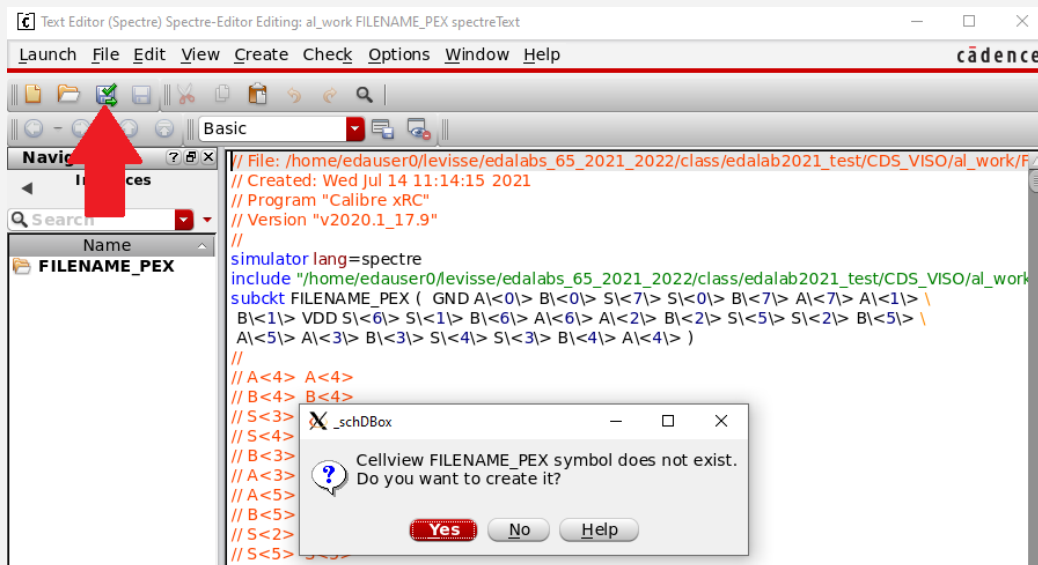 Text Editor (Spectre) Spectre-Editor Editing: al_work FILENAME_PEX spectreText
Launch File Edit View Create Check Options Window Help
cādence
Basic
? 
Search
Name
FILENAME_PEX
// File: /home/edauser0/levisse/edalabs_65_2021_2022/class/edalab2021_test/CDS_VISO/al_work/F
// Created: Wed Jul 14 11:14:15 2021
// Program "Calibre xRC"
// Version "v2020.1_17.9"
//
simulator lang=spectre
include "/home/edauser0/levisse/edalabs_65_2021_2022/class/edalab2021_test/CDS_VISO/al_work
subckt FILENAME_PEX ( GND A\<0\> B\<0\> S\<7\> S\<0\> B\<7\> A\<7\> A\<1\> \
B\<1\> VDD S\<6\> S\<1\> B\<6\> A\<6\> A\<2\> B\<2\> S\<5\> S\<2\> B\<5\> \
A\<5\> A\<3\> B\<3\> S\<4\> S\<3\> B\<4\> A\<4\> )
//
// A<4> A<4>
// B<4> B<4>
// S<3>
// S<4>
// B<3>
// A<3>
// A<5>
// B<5>
// S<2>
// S<5>
_schDBox
Cellview FILENAME_PEX symbol does not exist.
Do you want to create it?
Yes No Help